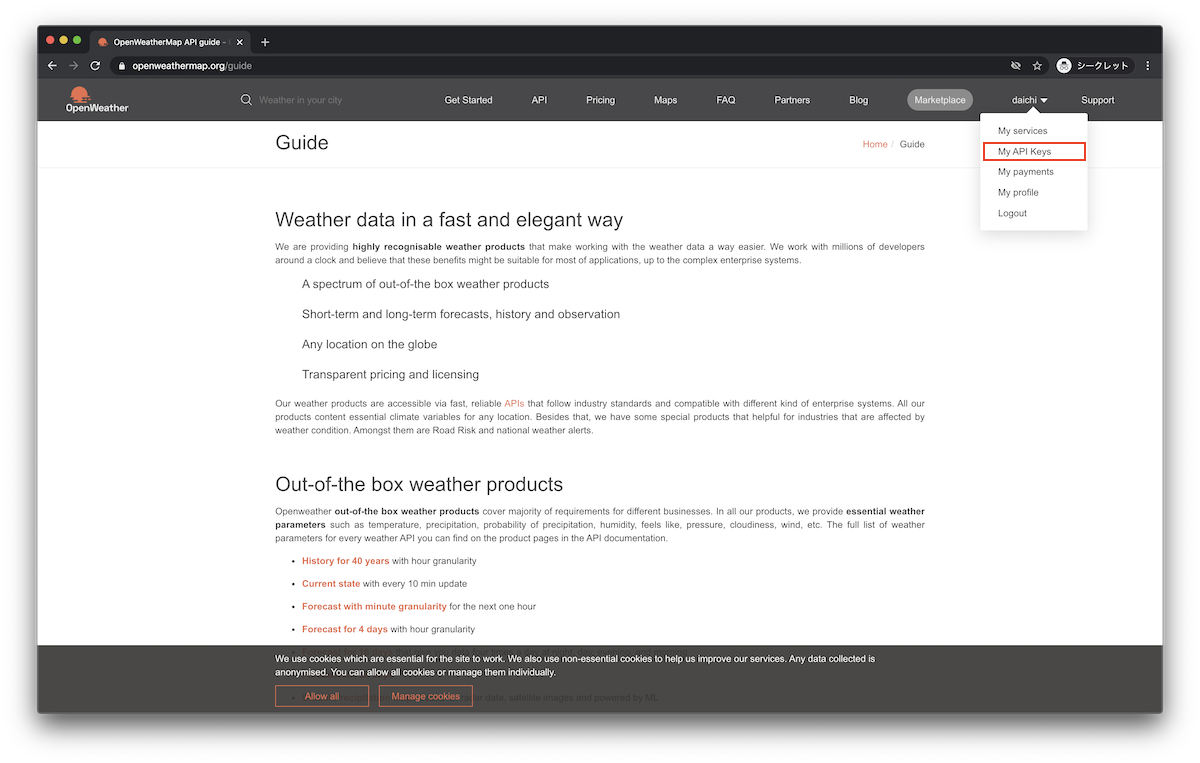 OpenWeatherMap API guide -
openweathermap.org/guide
シークレット
OpenWeather
Weather in your city
Get Started
API
Pricing
Maps
FAQ
Partners
Blog
Marketplace
daichi
Support
My services
My API Keys
My payments
My profile
Logout
Guide
Home / Guide
Weather data in a fast and elegant way
We are providing highly recognisable weather products that make working with the weather data a way easier. We work with millions of developers
around a clock and believe that these benefits might be suitable for most of applications, up to the complex enterprise systems.
A spectrum of out-of-the box weather products
Short-term and long-term forecasts, history and observation
Any location on the globe
Transparent pricing and licensing
Our weather products are accessible via fast, reliable APIs that follow industry standards and compatible with different kind of enterprise systems. All our
products content essential climate variables for any location. Besides that, we have some special products that helpful for industries that are affected by
weather condition. Amongst them are Road Risk and national weather alerts.
Out-of-the box weather products
Openweather out-of-the box weather products cover majority of requirements for different businesses. In all our products, we provide essential weather
parameters such as temperature, precipitation, probability of precipitation, humidity, feels like, pressure, cloudiness, wind, etc. The full list of weather
parameters for every weather API you can find on the product pages in the API documentation.
• History for 40 years with hour granularity
• Current state with every 10 min update
• Forecast with minute granularity for the next one hour
• Forecast for 4 days with hour granularity
We use cookies which are essential for the site to work. We also use non-essential cookies to help us improve our services. Any data collected is
anonymised. You can allow all cookies or manage them individually.
Allow all
Manage cookies
data, satellite images and powered by ML